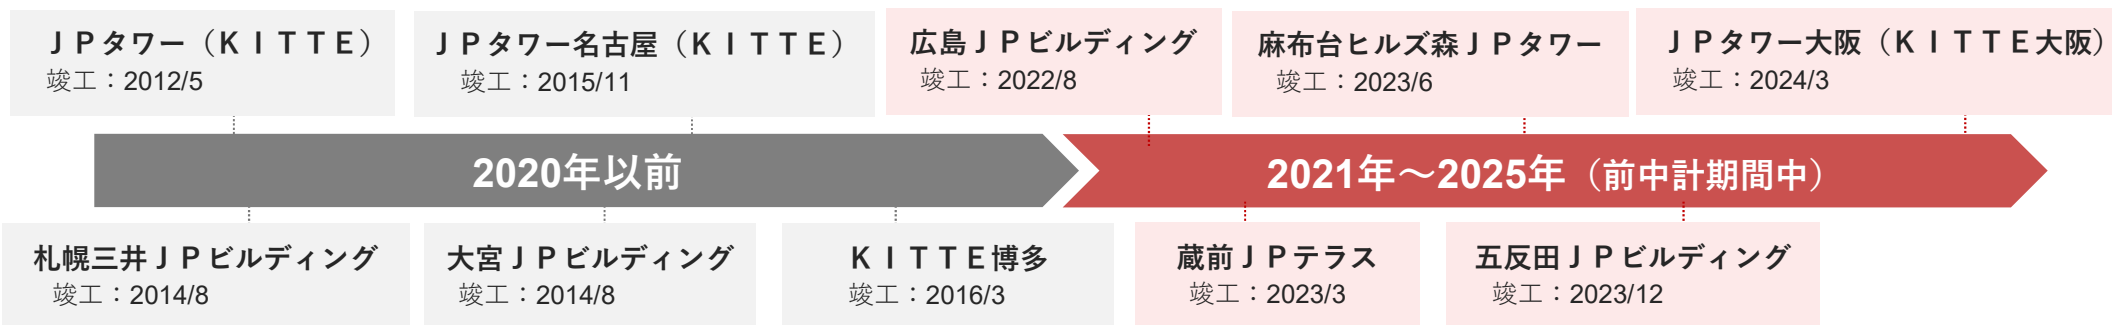 ＪＰタワー（ＫＩＴＴＥ）
竣工：2012/5
ＪＰタワー名古屋（ＫＩＴＴＥ）
竣工：2015/11
広島ＪＰビルディング
竣工：2022/8
麻布台ヒルズ森ＪＰタワー
竣工：2023/6
ＪＰタワー大阪（ＫＩＴＴＥ大阪）
竣工：2024/3
2020年以前
2021年～2025年（前中計期間中）
札幌三井ＪＰビルディング
竣工：2014/8
大宮ＪＰビルディング
竣工：2014/8
ＫＩＴＴＥ博多
竣工：2016/3
蔵前ＪＰテラス
竣工：2023/3
五反田ＪＰビルディング
竣工：2023/12